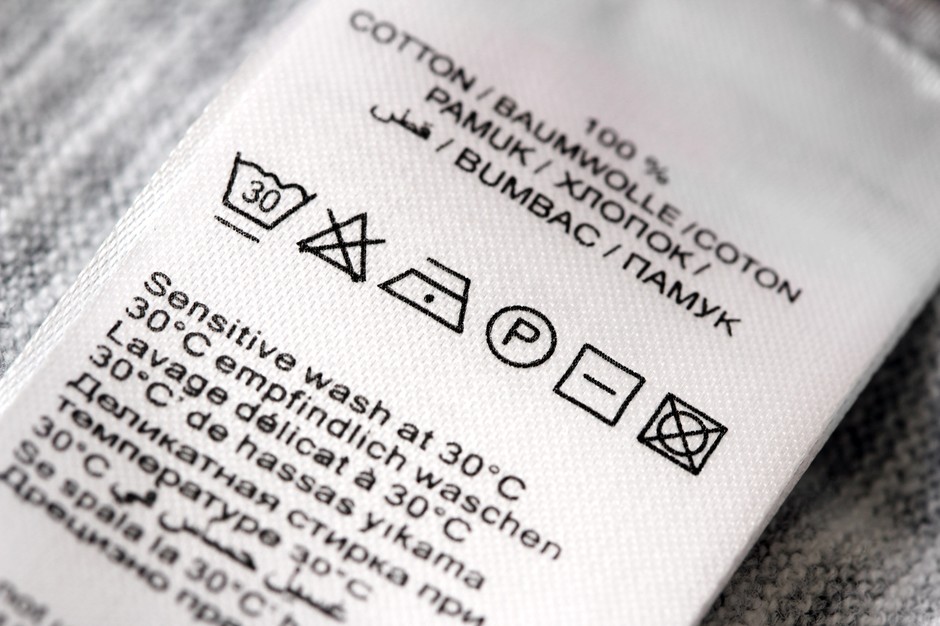 100 %
COTTON / BAUMWOLLE / COTON
PAMUK / ХЛОПОК /
قطن / BUMBAC / ПАМУК
30
P
Sensitive wash at 30°C
30°C empfindlich waschen
Lavage délicat à 30°C
30°C' de hassas yıkama
Деликатная стирка при
температуре 30°C
30°C غسيل حساس في
Se spala la 30°C'